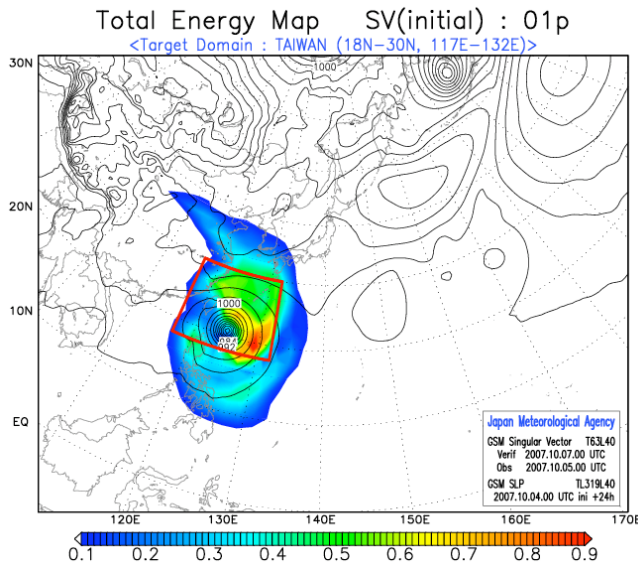 Total Energy Map SV(initial) : 01p
<Target Domain : TAIWAN (18N-30N, 117E-132E)>
30N
1000
20N
10N
1000
984
992
EQ
Japan Meteorological Agency
GSM Singular Vector T63L40
Verif 2007.10.07.00 UTC
Obs 2007.10.05.00 UTC
GSM SLP TL319L40
2007.10.04.00 UTC ini +24h
120E 130E 140E 150E 160E 170E
0.1 0.2 0.3 0.4 0.5 0.6 0.7 0.8 0.9